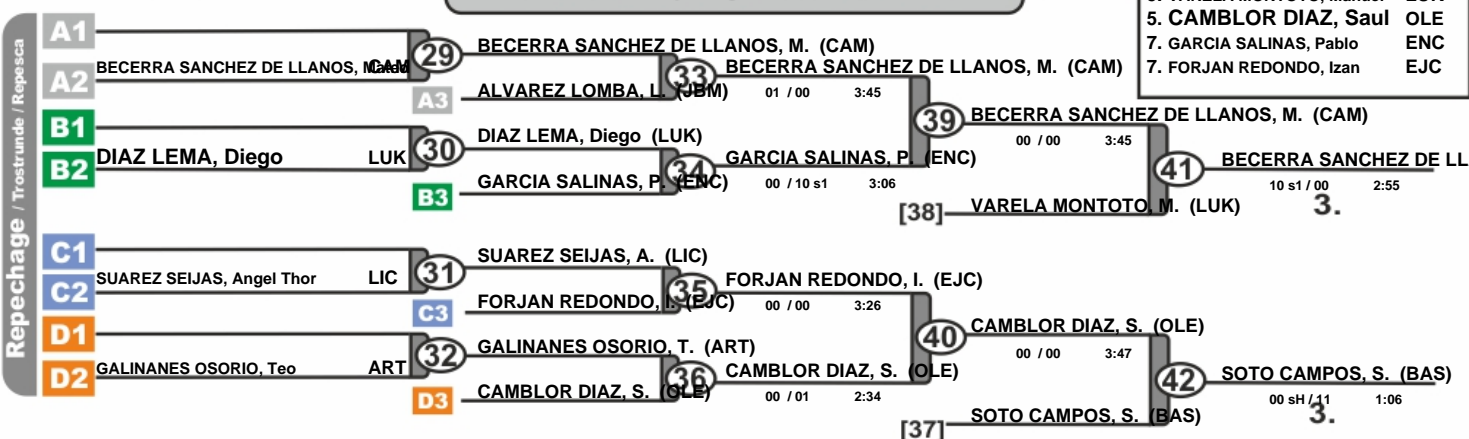 5. CAMBLOR DIAZ, Saul OLE
7. GARCIA SALINAS, Pablo ENC
7. FORJAN REDONDO, Izan EJC
Repechage / Trostrunde / Repesca
A1
A2 BECERRA SANCHEZ DE LLANOS, CAM
29
BECERRA SANCHEZ DE LLANOS, M. (CAM)
A3 ALVAREZ LOMBA, L. (JBM)
33
BECERRA SANCHEZ DE LLANOS, M. (CAM)
01 / 00 3:45
B1
B2 DIAZ LEMA, Diego LUK
30
DIAZ LEMA, Diego (LUK)
B3 GARCIA SALINAS, P. (ENC)
34
GARCIA SALINAS, P. (ENC)
00 / 10 s1 3:06
39
BECERRA SANCHEZ DE LLANOS, M. (CAM)
00 / 00 3:45
[38] VARELA MONTOTO, M. (LUK)
41
BECERRA SANCHEZ DE LL
10 s1 / 00 2:55
3.
C1
C2 SUAREZ SEIJAS, Angel Thor LIC
31
SUAREZ SEIJAS, A. (LIC)
C3 FORJAN REDONDO, I. (EJC)
35
FORJAN REDONDO, I. (EJC)
00 / 00 3:26
D1
D2 GALINANES OSORIO, Teo ART
32
GALINANES OSORIO, T. (ART)
D3 CAMBLOR DIAZ, S. (OLE)
36
CAMBLOR DIAZ, S. (OLE)
00 / 01 2:34
40
CAMBLOR DIAZ, S. (OLE)
00 / 00 3:47
[37] SOTO CAMPOS, S. (BAS)
42
SOTO CAMPOS, S. (BAS)
00 sH / 11 1:06
3.